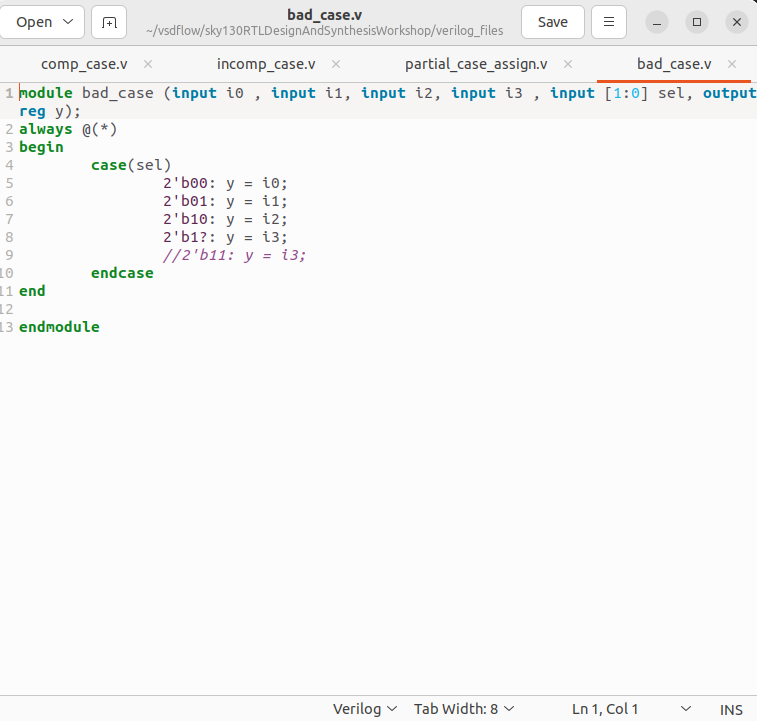 Open
bad_case.v
~/vsdflow/sky130RTLDesignAndSynthesisWorkshop/verilog_files
Save
comp_case.v
incomp_case.v
partial_case_assign.v
bad_case.v
1 module bad_case (input i0 , input i1, input i2, input i3 , input [1:0] sel, output
reg y);
2 always @(*)
3 begin
4 case(sel)
5 2'b00: y = i0;
6 2'b01: y = i1;
7 2'b10: y = i2;
8 2'b1?: y = i3;
9 //2'b11: y = i3;
10 endcase
11 end
12
13 endmodule
Verilog Tab Width: 8 Ln 1, Col 1 INS